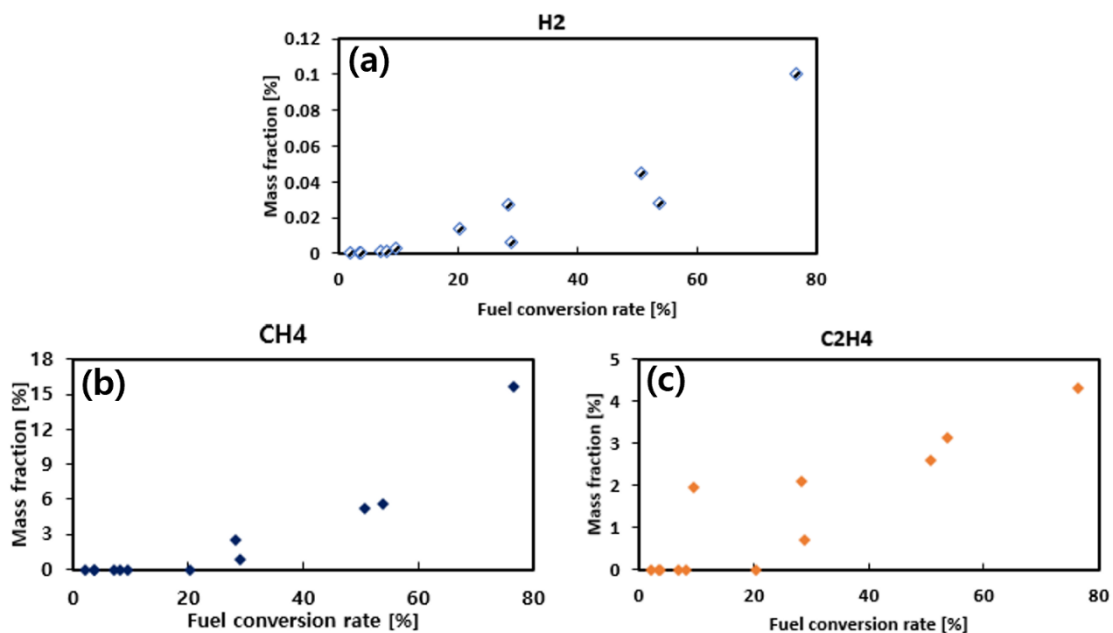 H2
(a)
Mass fraction [%]
0.12
0.1
0.08
0.06
0.04
0.02
0
0 20 40 60 80
Fuel conversion rate [%]
CH4
(b)
Mass fraction [%]
18
15
12
9
6
3
0
0 20 40 60 80
Fuel conversion rate [%]
C2H4
(c)
Mass fraction [%]
5
4
3
2
1
0
0 20 40 60 80
Fuel conversion rate [%]